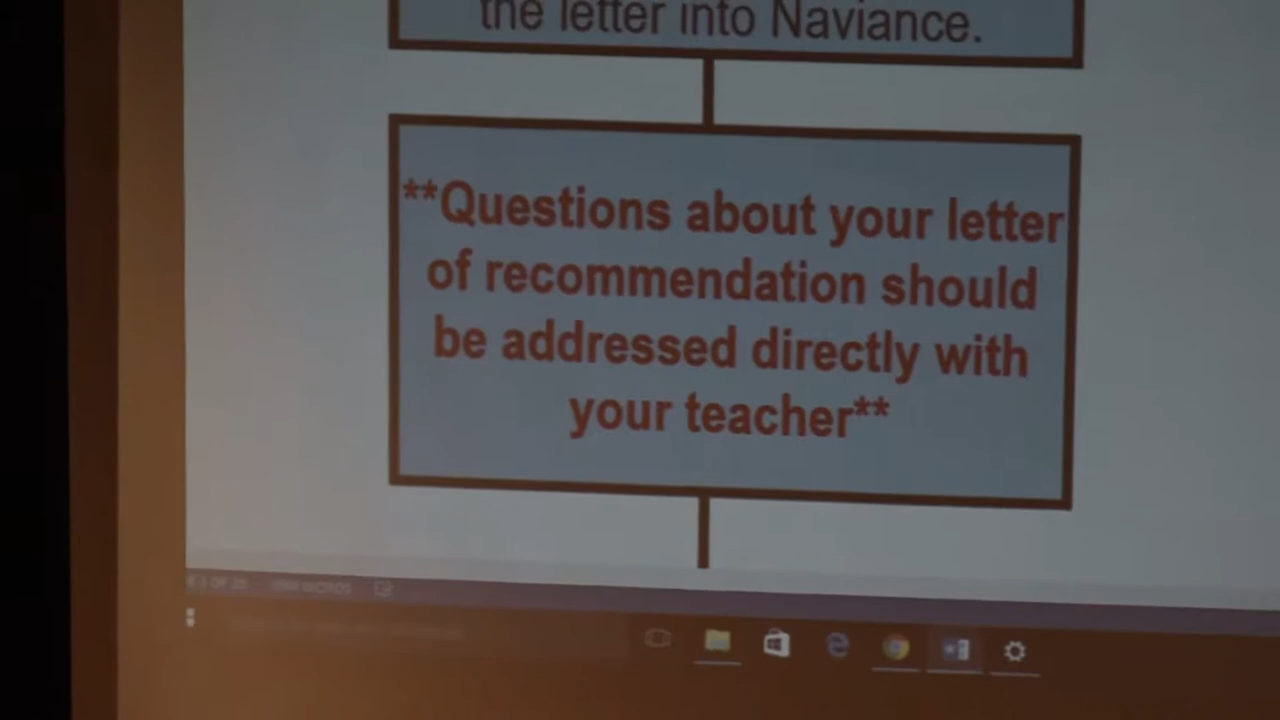 the letter into Naviance.
**Questions about your letter
of recommendation should
be addressed directly with
your teacher**